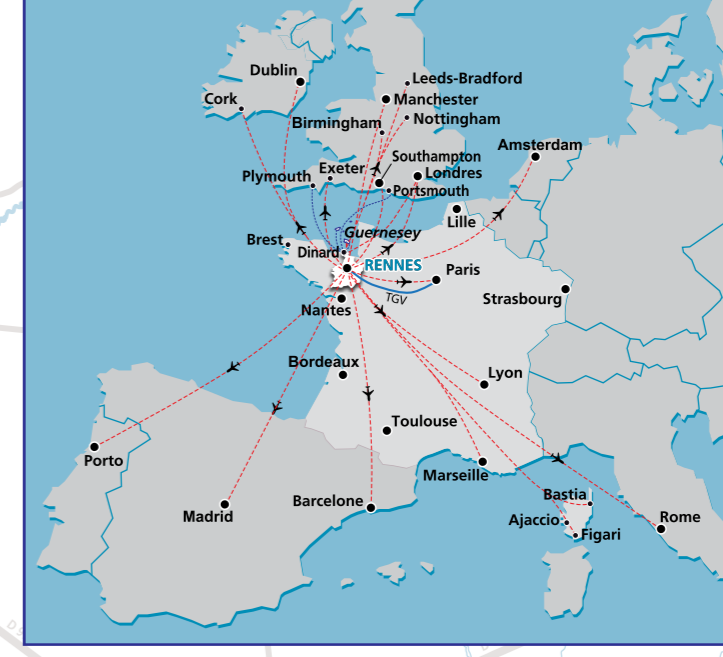 Dublin
Leeds-Bradford
Cork
Manchester
Birmingham
Nottingham
Amsterdam
Southampton
Exeter
Londres
Plymouth
Portsmouth
Lille
Guernesey
Brest
Dinard
RENNES
Paris
TGV
Strasbourg
Nantes
Bordeaux
Lyon
Toulouse
Porto
Marseille
Barcelone
Bastia
Madrid
Ajaccio
Rome
Figari